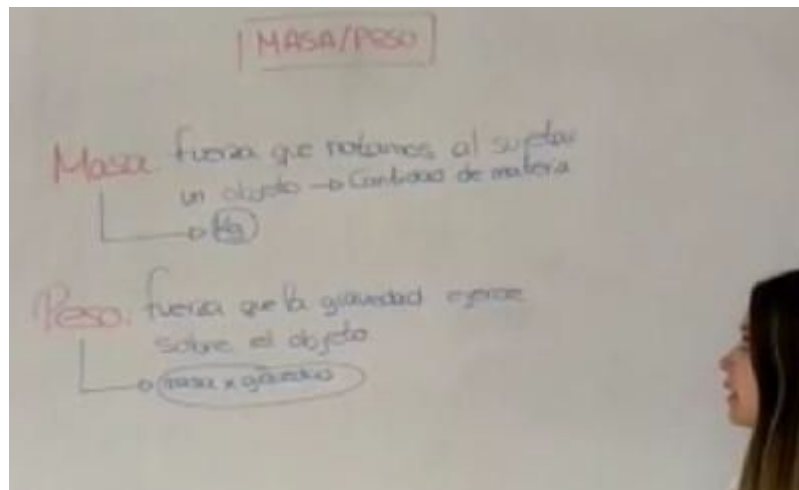 MASA/PESO
Masa fuerza que notamos al sujetar
un objeto → Cantidad de materia
→ Kg
Peso. fuerza que la gravedad ejerce
sobre el objeto
→ masa x gravedad